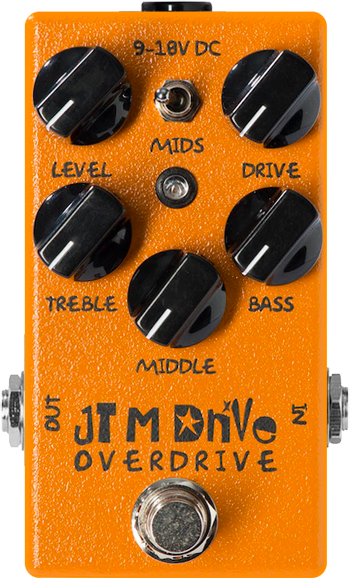 9-18V DC
MIDS
LEVEL DRIVE
TREBLE BASS
MIDDLE
OUT IN
JTM DRiVe
OVERDRIVE